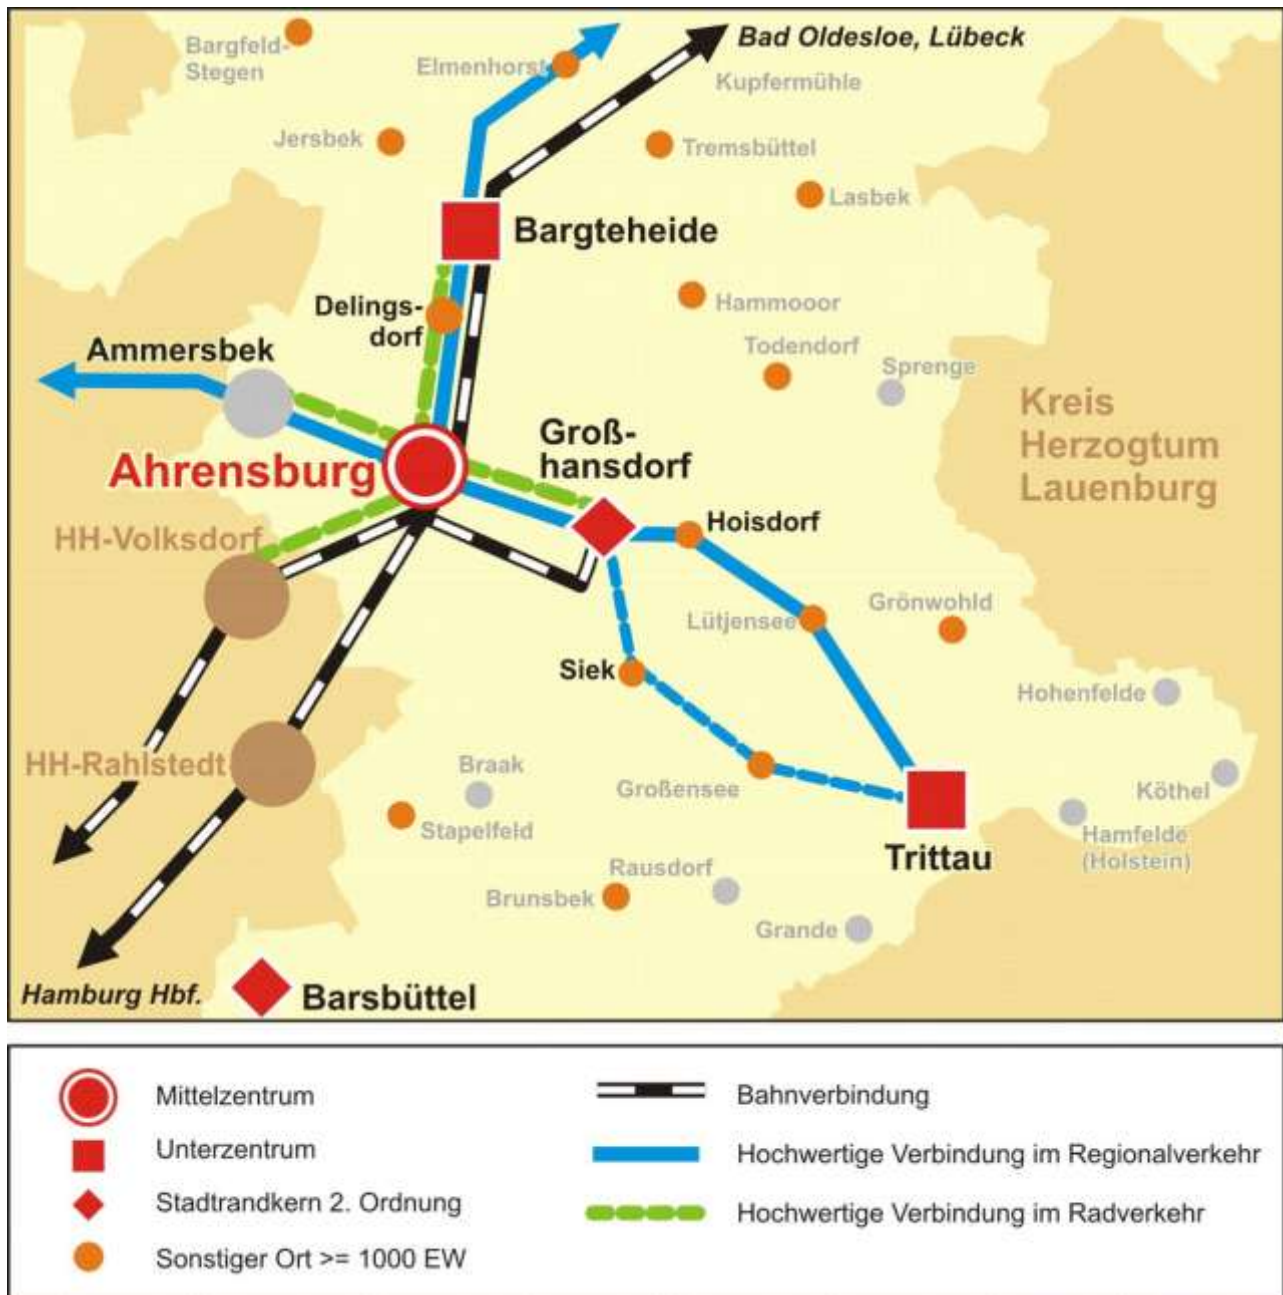 Bad Oldesloe, Lübeck
Bargfeld-
Stegen
Elmenhorst
Kupfermühle
Jersbek
Tremsbüttel
Lasbek
Bargteheide
Delings-
dorf
Hammooor
Ammersbek
Todendorf
Sprenge
Kreis
Herzogtum
Lauenburg
Groß-
hansdorf
Ahrensburg
HH-Volksdorf
Hoisdorf
Lütjensee
Grönwohld
Siek
Hohenfelde
HH-Rahlstedt
Braak
Großensee
Köthel
Stapelfeld
Hamfelde
(Holstein)
Trittau
Rausdorf
Brunsbek
Grande
Hamburg Hbf.
Barsbüttel
Mittelzentrum
Unterzentrum
Stadtrandkern 2. Ordnung
Sonstiger Ort >= 1000 EW
Bahnverbindung
Hochwertige Verbindung im Regionalverkehr
Hochwertige Verbindung im Radverkehr